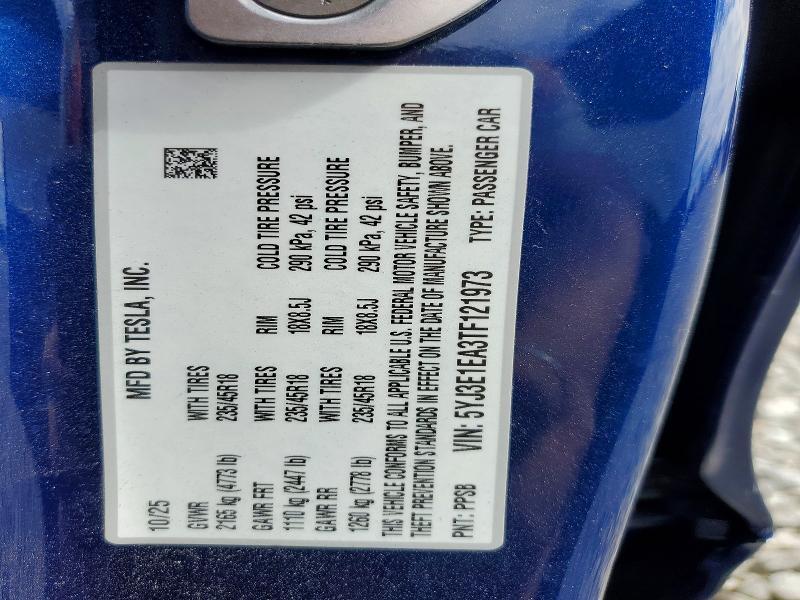 MFD BY TESLA, INC.
10/25
GVWR WITH TIRES
2165 kg (4773 lb) 235/45R18
GAWR FRT WITH TIRES RIM COLD TIRE PRESSURE
1110 kg (2447 lb) 235/45R18 18X8.5J 290 kPa, 42 psi
GAWR RR WITH TIRES RIM COLD TIRE PRESSURE
1260 kg (2778 lb) 235/45R18 18X8.5J 290 kPa, 42 psi
THIS VEHICLE CONFORMS TO ALL APPLICABLE U.S. FEDERAL MOTOR VEHICLE SAFETY, BUMPER, AND
THEFT PREVENTION STANDARDS IN EFFECT ON THE DATE OF MANUFACTURE SHOWN ABOVE.
PNT: PPSB VIN: 5YJ3E1EA3TF121973 TYPE: PASSENGER CAR